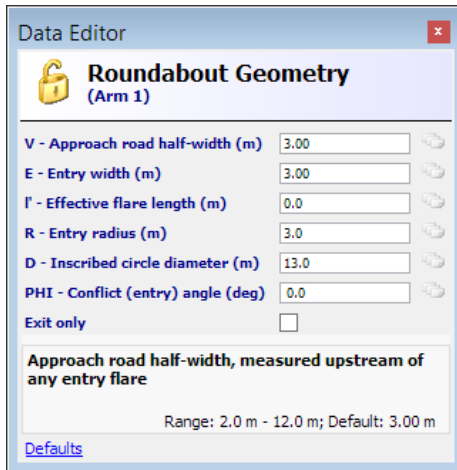 Data Editor
x
Roundabout Geometry
(Arm 1)
V - Approach road half-width (m) 3.00
E - Entry width (m) 3.00
l' - Effective flare length (m) 0.0
R - Entry radius (m) 3.0
D - Inscribed circle diameter (m) 13.0
PHI - Conflict (entry) angle (deg) 0.0
Exit only
Approach road half-width, measured upstream of
any entry flare
Range: 2.0 m - 12.0 m; Default: 3.00 m
Defaults